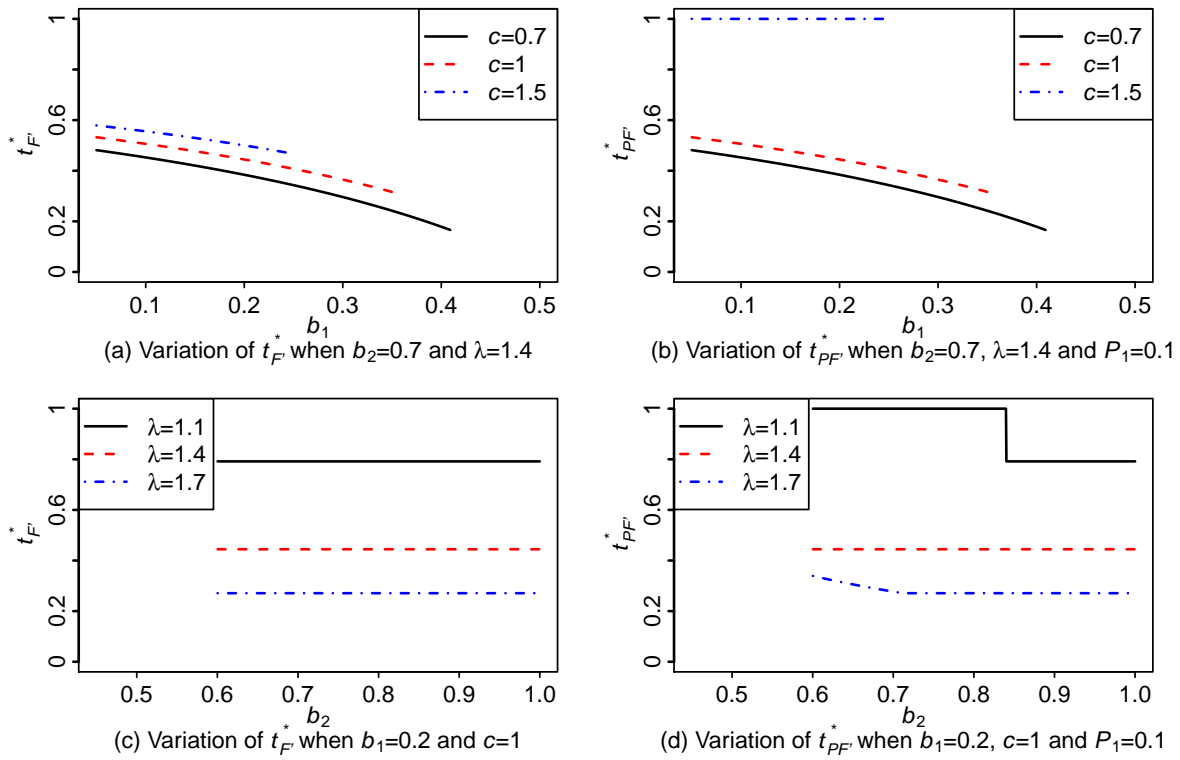 c=0.7
c=1
c=1.5
t*F'
0 0.2 0.6 1
0.1 0.2 0.3 0.4 0.5
b1
(a) Variation of t*F' when b2=0.7 and λ=1.4
c=0.7
c=1
c=1.5
t*PF'
0 0.2 0.6 1
0.1 0.2 0.3 0.4 0.5
b1
(b) Variation of t*PF' when b2=0.7, λ=1.4 and P1=0.1
λ=1.1
λ=1.4
λ=1.7
t*F'
0 0.2 0.6 1
0.5 0.6 0.7 0.8 0.9 1.0
b2
(c) Variation of t*F' when b1=0.2 and c=1
λ=1.1
λ=1.4
λ=1.7
t*PF'
0 0.2 0.6 1
0.5 0.6 0.7 0.8 0.9 1.0
b2
(d) Variation of t*PF' when b1=0.2, c=1 and P1=0.1